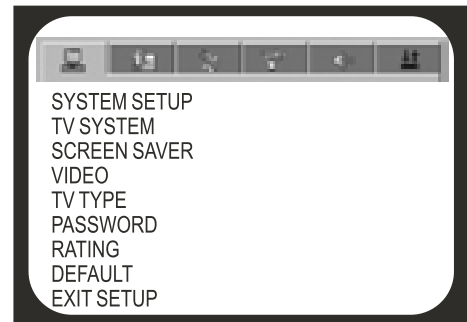 SYSTEM SETUP
TV SYSTEM
SCREEN SAVER
VIDEO
TV TYPE
PASSWORD
RATING
DEFAULT
EXIT SETUP